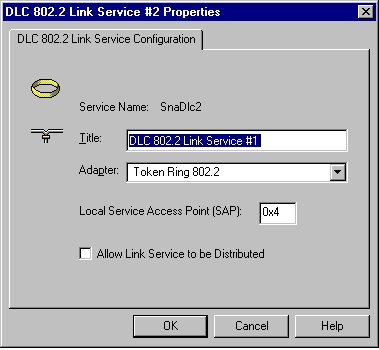 DLC 802.2 Link Service #2 Properties
DLC 802.2 Link Service Configuration
Service Name: SnaDlc2
Title: DLC 802.2 Link Service #1
Adapter: Token Ring 802.2
Local Service Access Point (SAP): 0x4
Allow Link Service to be Distributed
OK Cancel Help